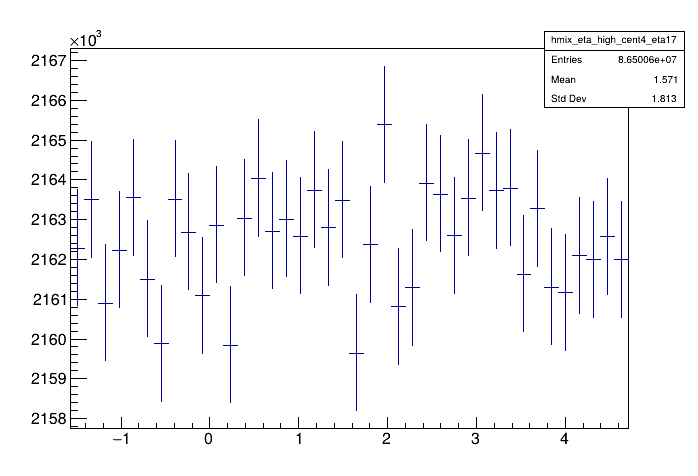 ×10³
hmix_eta_high_cent4_eta17
Entries 8.65006e+07
Mean 1.571
Std Dev 1.813
2167
2166
2165
2164
2163
2162
2161
2160
2159
2158
−1 0 1 2 3 4